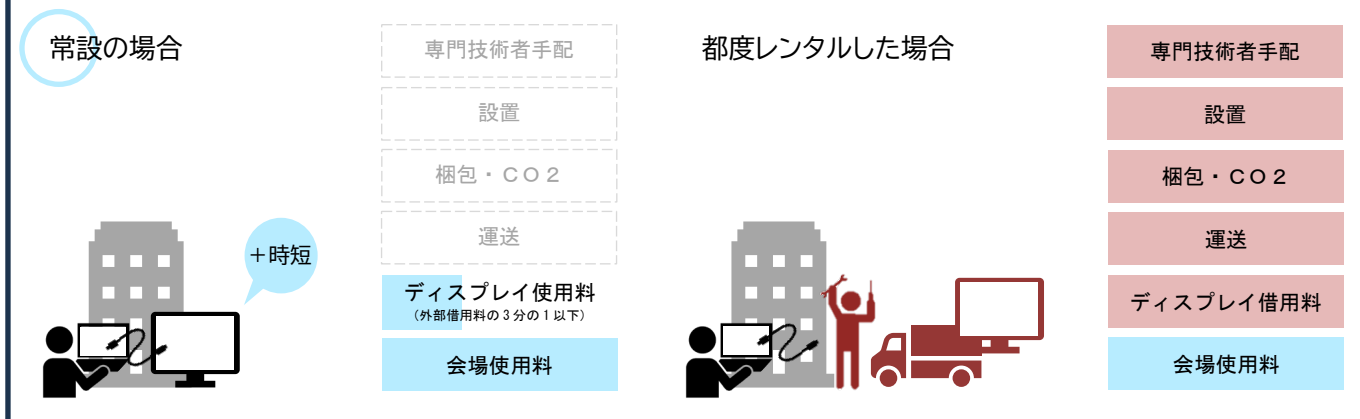 常設の場合
専門技術者手配
設置
梱包・ＣＯ２
運送
＋時短
ディスプレイ使用料
（外部借用料の３分の１以下）
会場使用料
都度レンタルした場合
専門技術者手配
設置
梱包・ＣＯ２
運送
ディスプレイ借用料
会場使用料